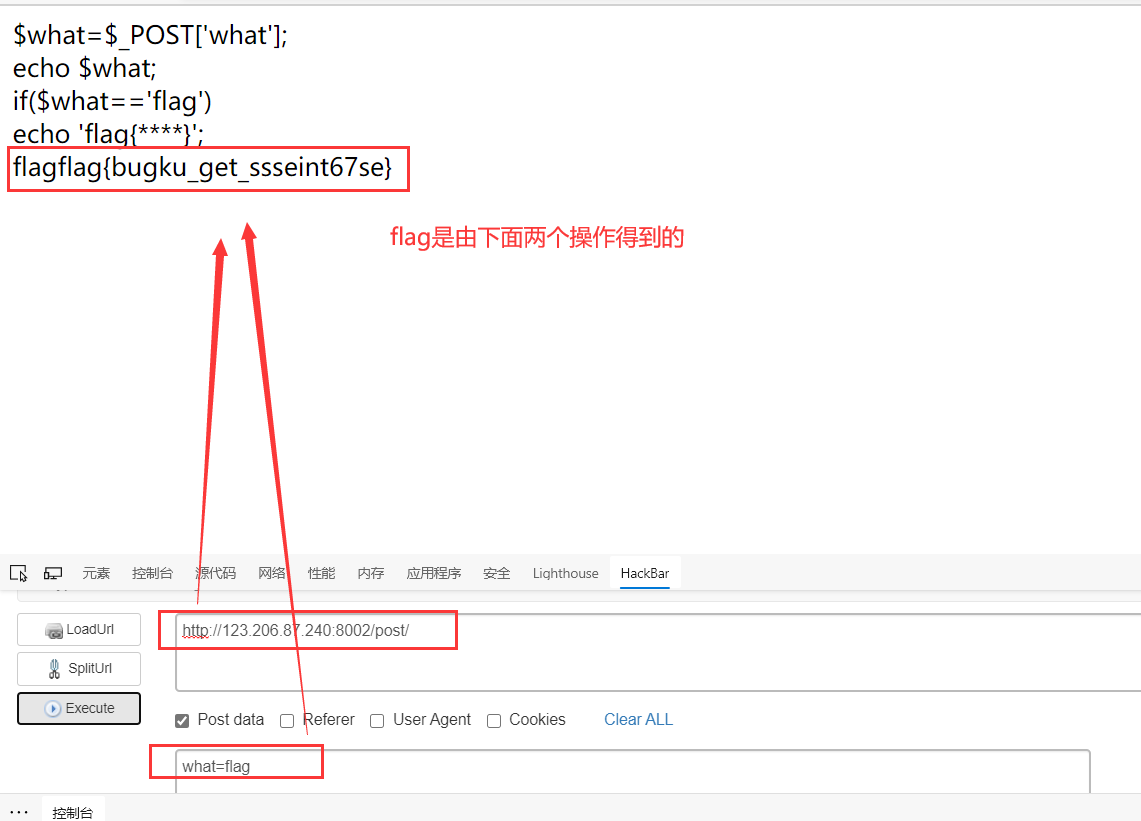 $what=$_POST['what'];
echo $what;
if($what=='flag')
echo 'flag{****}';
flagflag{bugku_get_ssseint67se}
flag是由下面两个操作得到的
元素 控制台 源代码 网络 性能 内存 应用程序 安全 Lighthouse HackBar
LoadUrl
http://123.206.87.240:8002/post/
SplitUrl
Execute
Post data Referer User Agent Cookies Clear ALL
what=flag
... 控制台